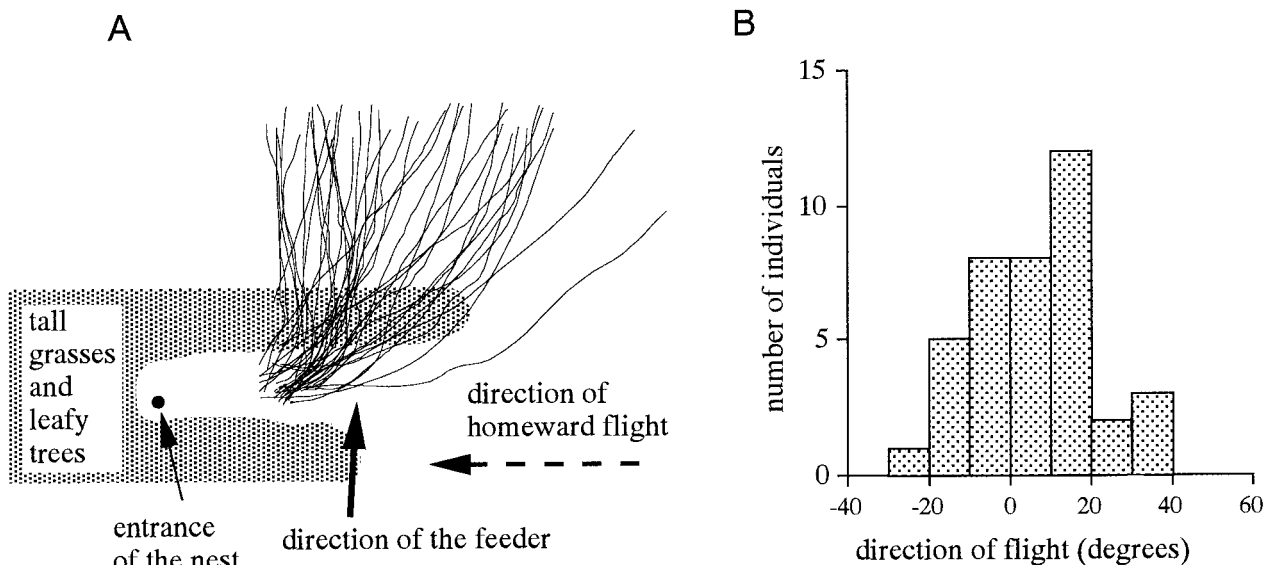 A
tall
grasses
and
leafy
trees
entrance
of the nest
direction of the feeder
direction of
homeward flight
B
number of individuals
15
10
5
0
-40
-20
0
20
40
60
direction of flight (degrees)